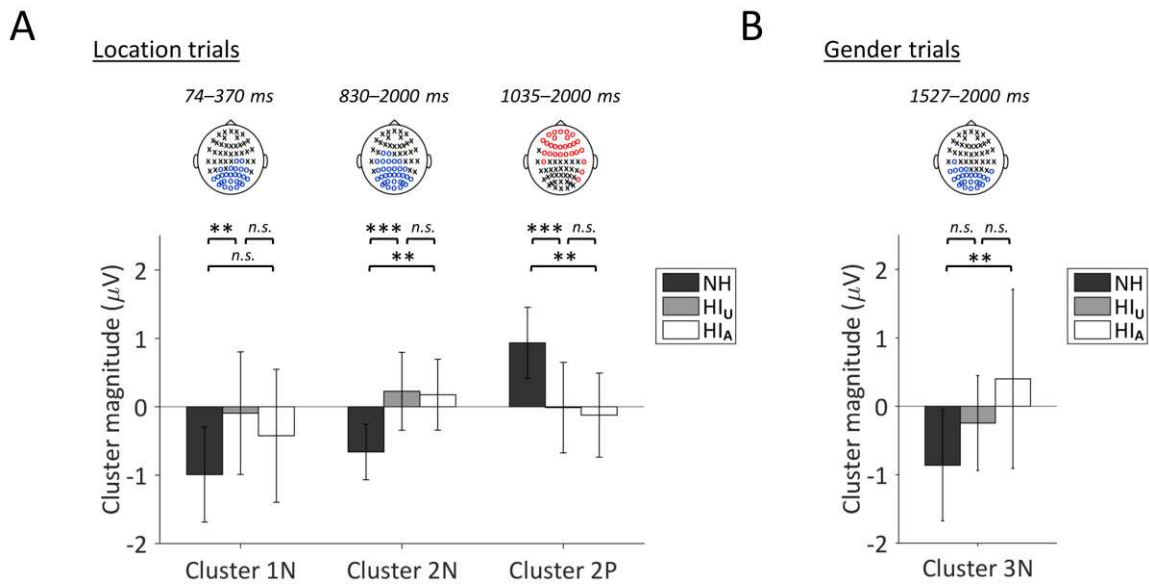 A
B
Location trials
Gender trials
74–370 ms
830–2000 ms
1035–2000 ms
1527–2000 ms
** n.s.
n.s.
*** n.s.
**
*** n.s.
**
n.s. n.s.
**
Cluster magnitude (μV)
2
1
0
-1
-2
Cluster 1N
Cluster 2N
Cluster 2P
NH
HIU
HIA
Cluster magnitude (μV)
2
1
0
-1
-2
Cluster 3N
NH
HIU
HIA